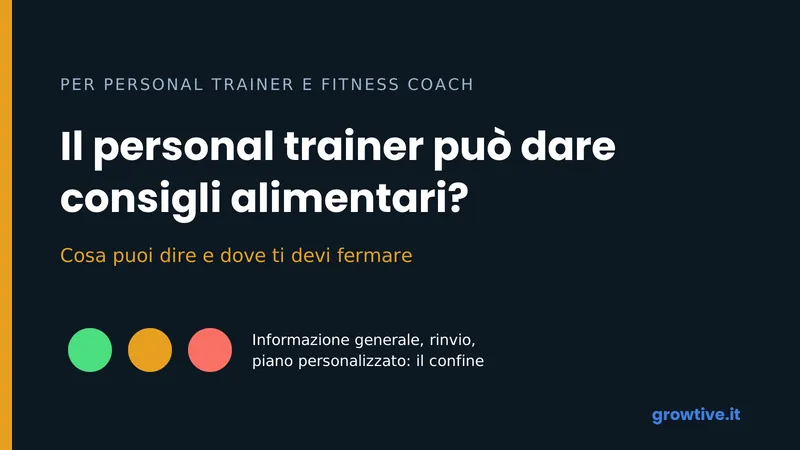 PER PERSONAL TRAINER E FITNESS COACH
Il personal trainer può dare
consigli alimentari?
Cosa puoi dire e dove ti devi fermare
Informazione generale, rinvio,
piano personalizzato: il confine
growtive.it